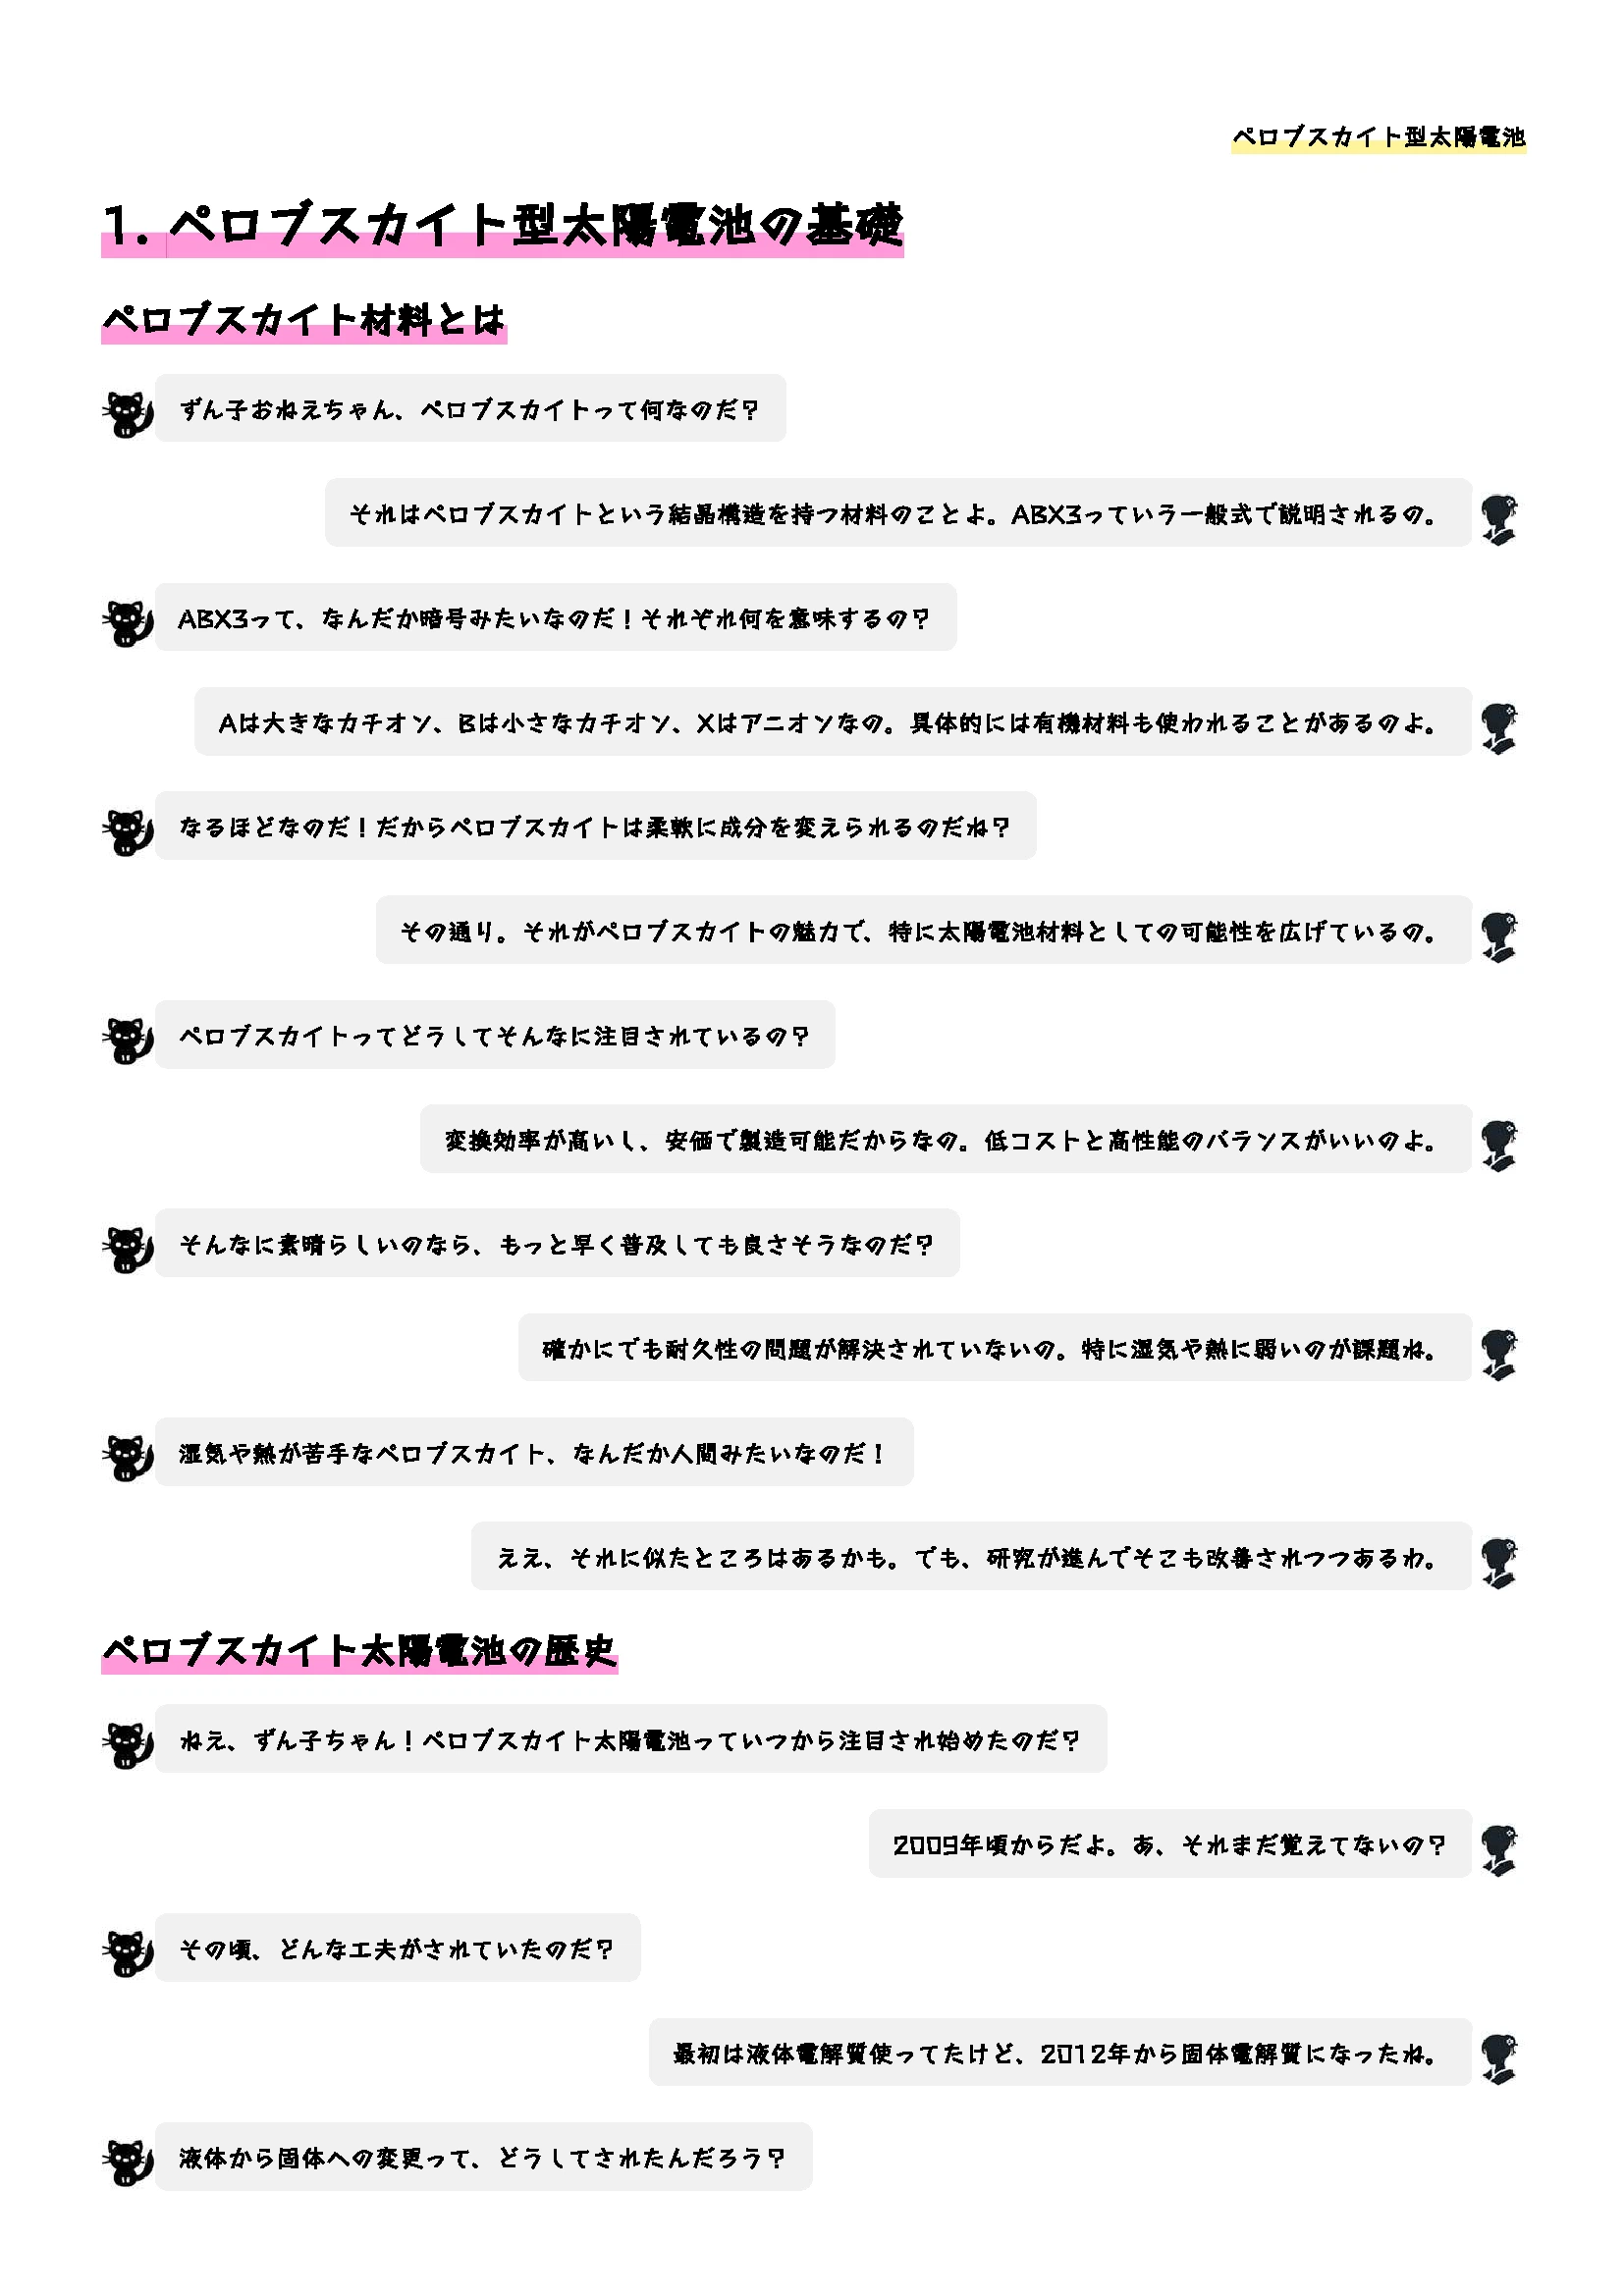 ペロブスカイト型太陽電池
1. ペロブスカイト型太陽電池の基礎
ペロブスカイト材料とは
ずん子おねえちゃん、ペロブスカイトって何なのだ？
それはペロブスカイトという結晶構造を持つ材料のことよ。ABX3っていう一般式で説明されるの。
ABX3って、なんだか暗号みたいなのだ！それぞれ何を意味するの？
Aは大きなカチオン、Bは小さなカチオン、Xはアニオンなの。具体的には有機材料も使われることがあるのよ。
なるほどなのだ！だからペロブスカイトは柔軟に成分を変えられるのだね？
その通り。それがペロブスカイトの魅力で、特に太陽電池材料としての可能性を広げているの。
ペロブスカイトってどうしてそんなに注目されているの？
変換効率が高いし、安価で製造可能だからなの。低コストと高性能のバランスがいいのよ。
そんなに素晴らしいのなら、もっと早く普及しても良さそうなのだ？
確かにでも耐久性の問題が解決されていないの。特に湿気や熱に弱いのが課題ね。
湿気や熱が苦手なペロブスカイト、なんだか人間みたいなのだ！
ええ、それに似たところはあるかも。でも、研究が進んでそこも改善されつつあるわ。
ペロブスカイト太陽電池の歴史
ねえ、ずん子ちゃん！ペロブスカイト太陽電池っていつから注目され始めたのだ？
2009年頃からだよ。あ、それまだ覚えてないの？
その頃、どんな工夫がされていたのだ？
最初は液体電解質使ってたけど、2012年から固体電解質になったね。
液体から固体への変更って、どうしてされたんだろう？